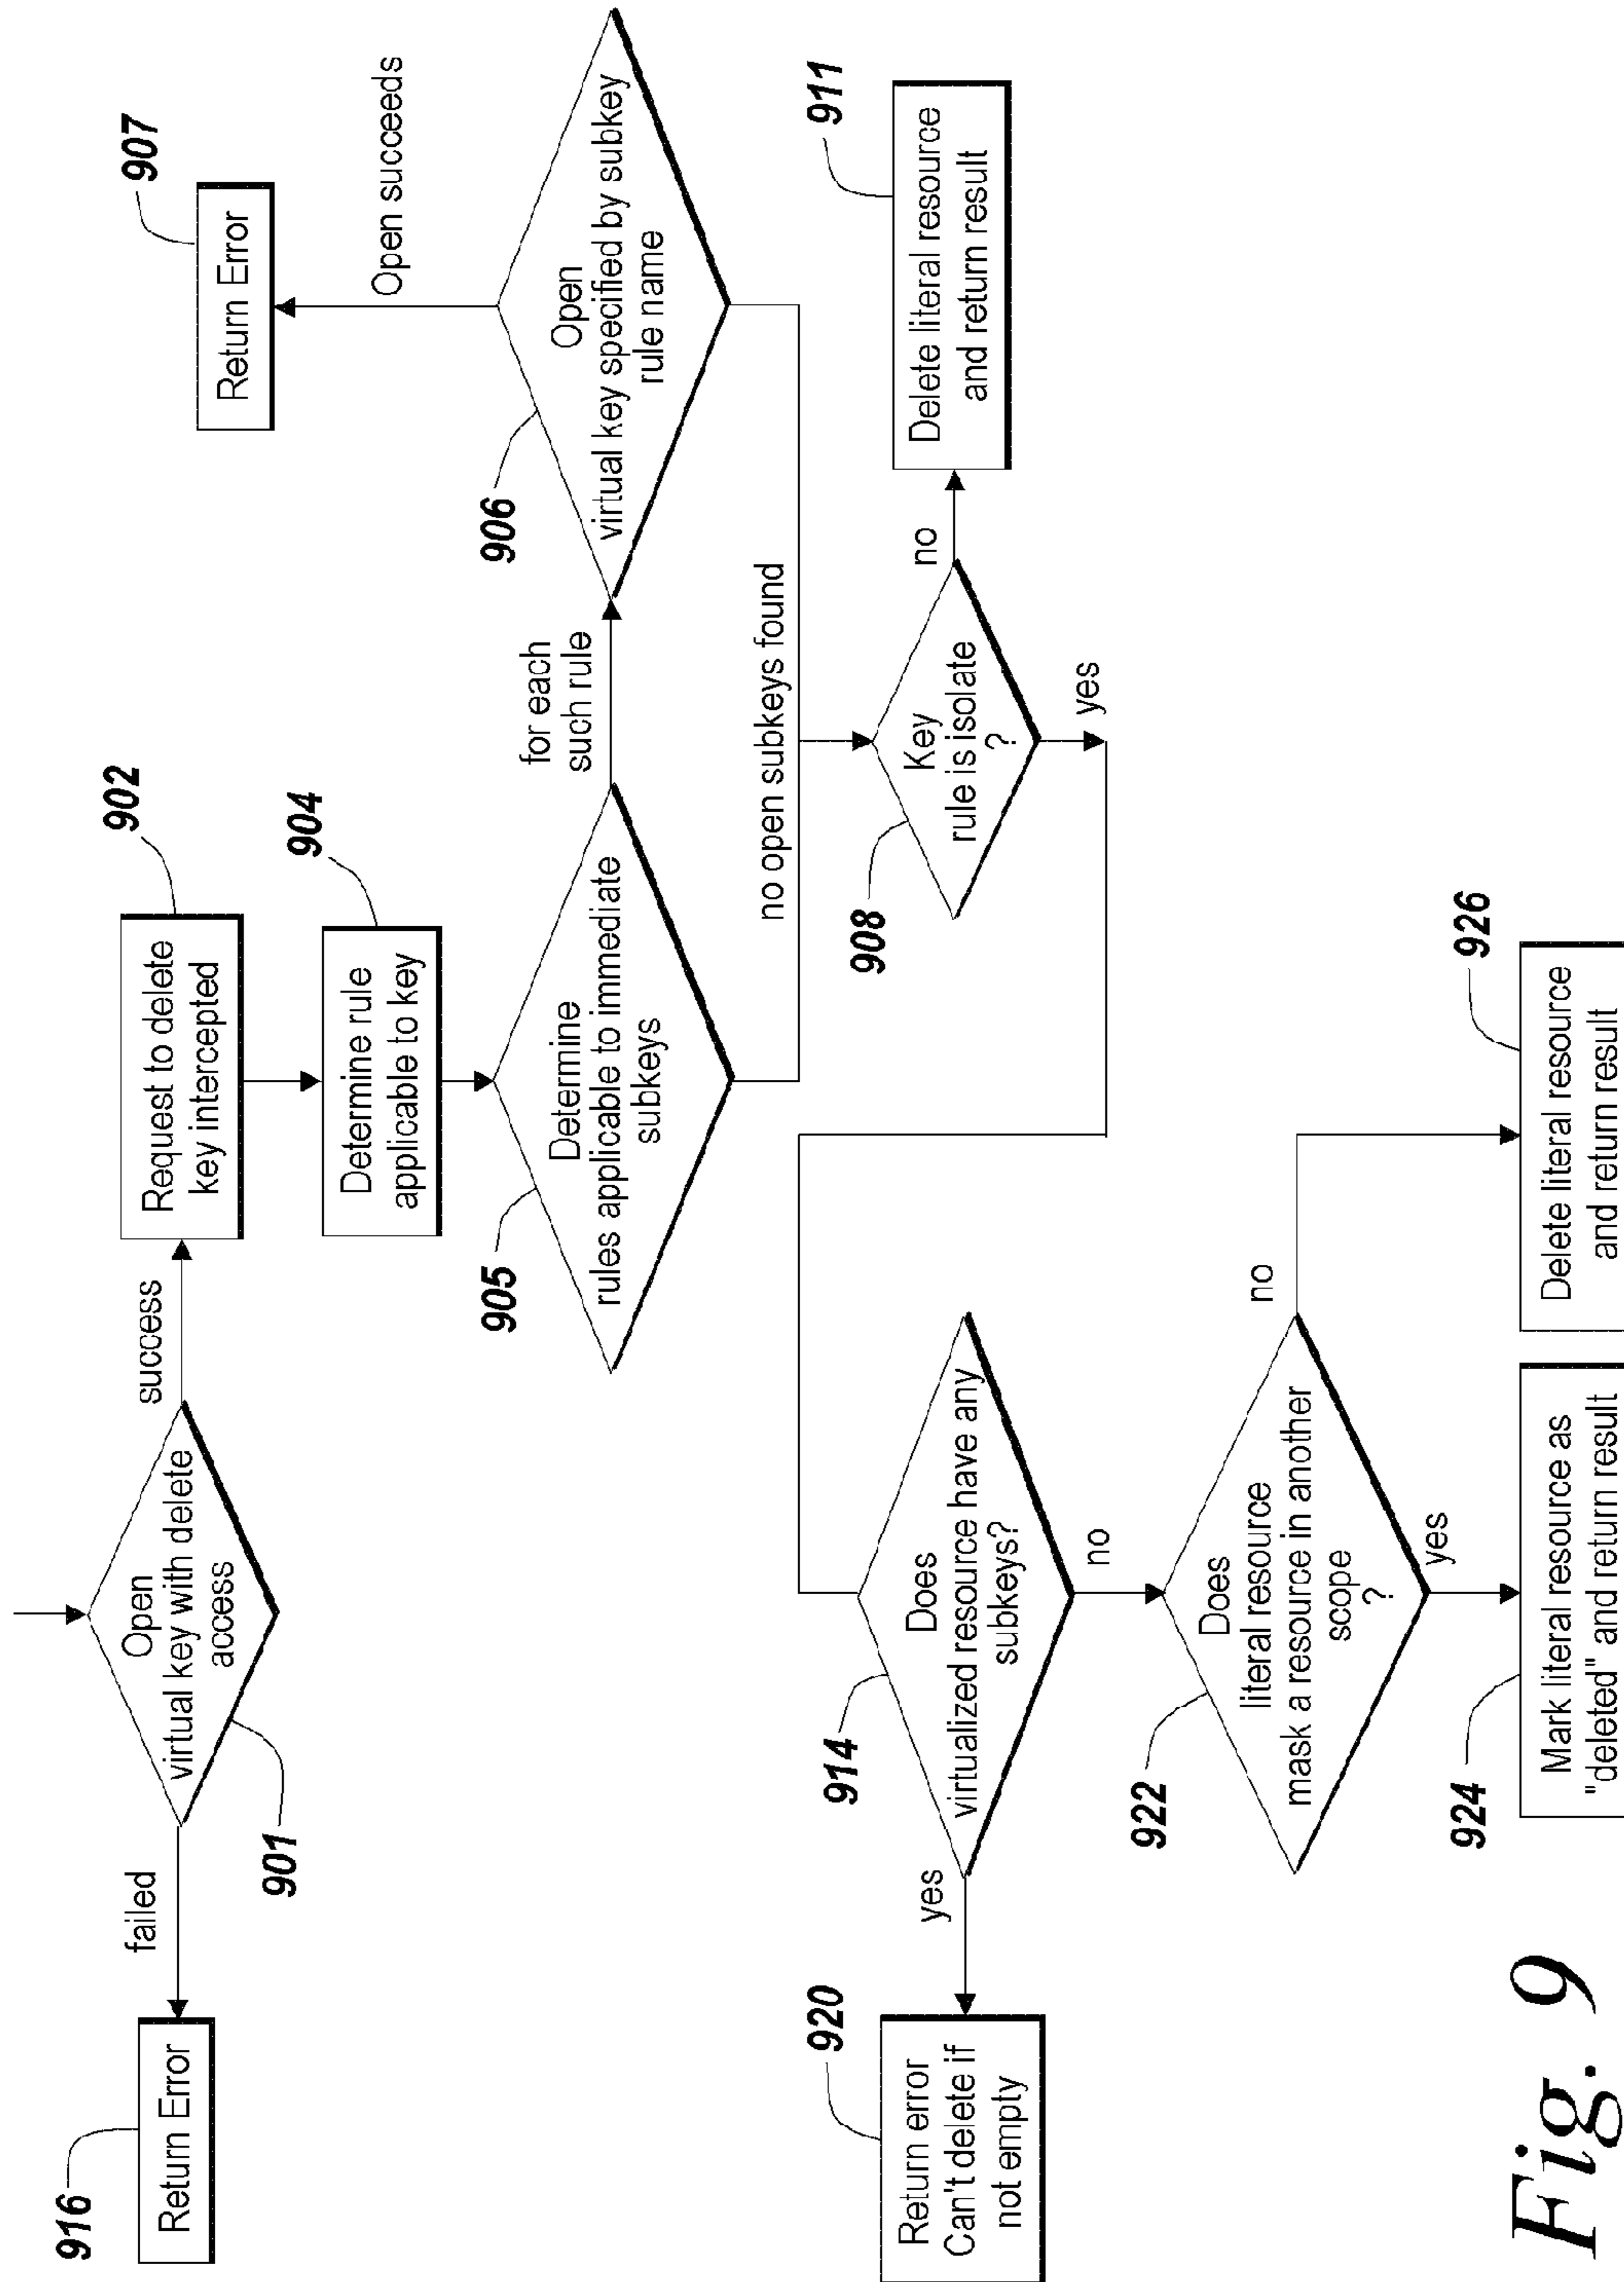 916
Return Error
failed
901
Open
virtual key with delete
access
success
902
Request to delete
key intercepted
904
Determine rule
applicable to key
905
Determine
rules applicable to immediate
subkeys
for each
such rule
906
Open
virtual key specified by subkey
rule name
Open succeeds
907
Return Error
no open subkeys found
908
Key
rule is isolate
?
no
911
Delete literal resource
and return result
yes
914
Does
virtualized resource have any
subkeys?
yes
920
Return error
Can't delete if
not empty
no
922
Does
literal resource
mask a resource in another
scope
?
no
926
Delete literal resource
and return result
yes
924
Mark literal resource as
"deleted" and return result
Fig. 9